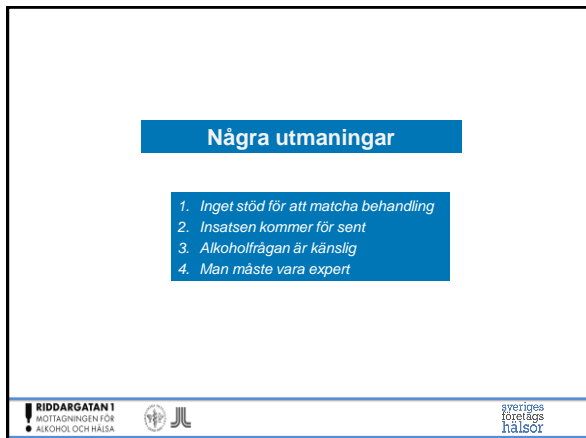 Några utmaningar
1. Inget stöd för att matcha behandling
2. Insatsen kommer för sent
3. Alkoholfrågan är känslig
4. Man måste vara expert
RIDDARGATAN 1
MOTTAGNINGEN FÖR
ALKOHOL OCH HÄLSA
sveriges
företags
hälsor